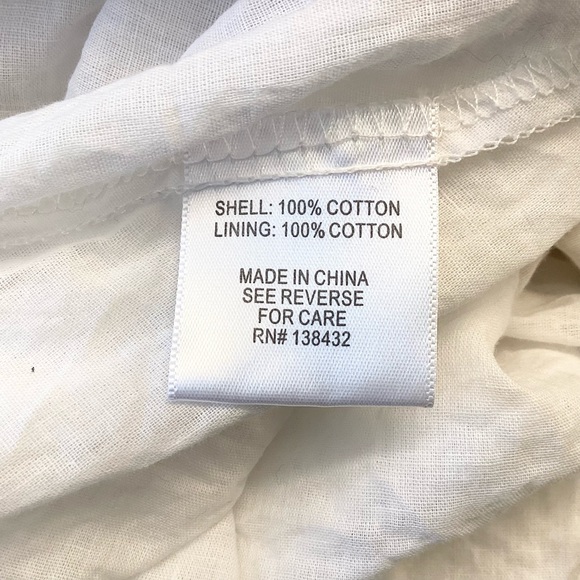 SHELL: 100% COTTON
LINING: 100% COTTON
MADE IN CHINA
SEE REVERSE
FOR CARE
RN# 138432